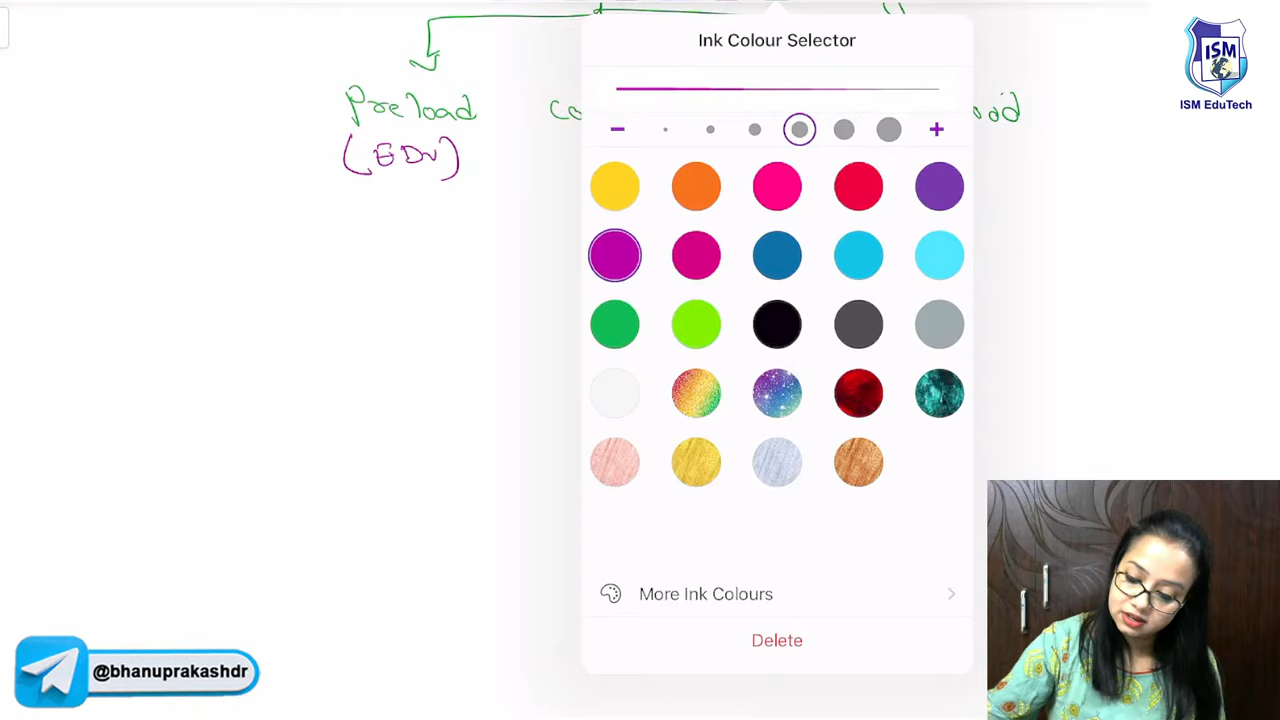 Ink Colour Selector
ISM
ISM EduTech
Preload
(EDV)
More Ink Colours
Delete
@bhanuprakashdr